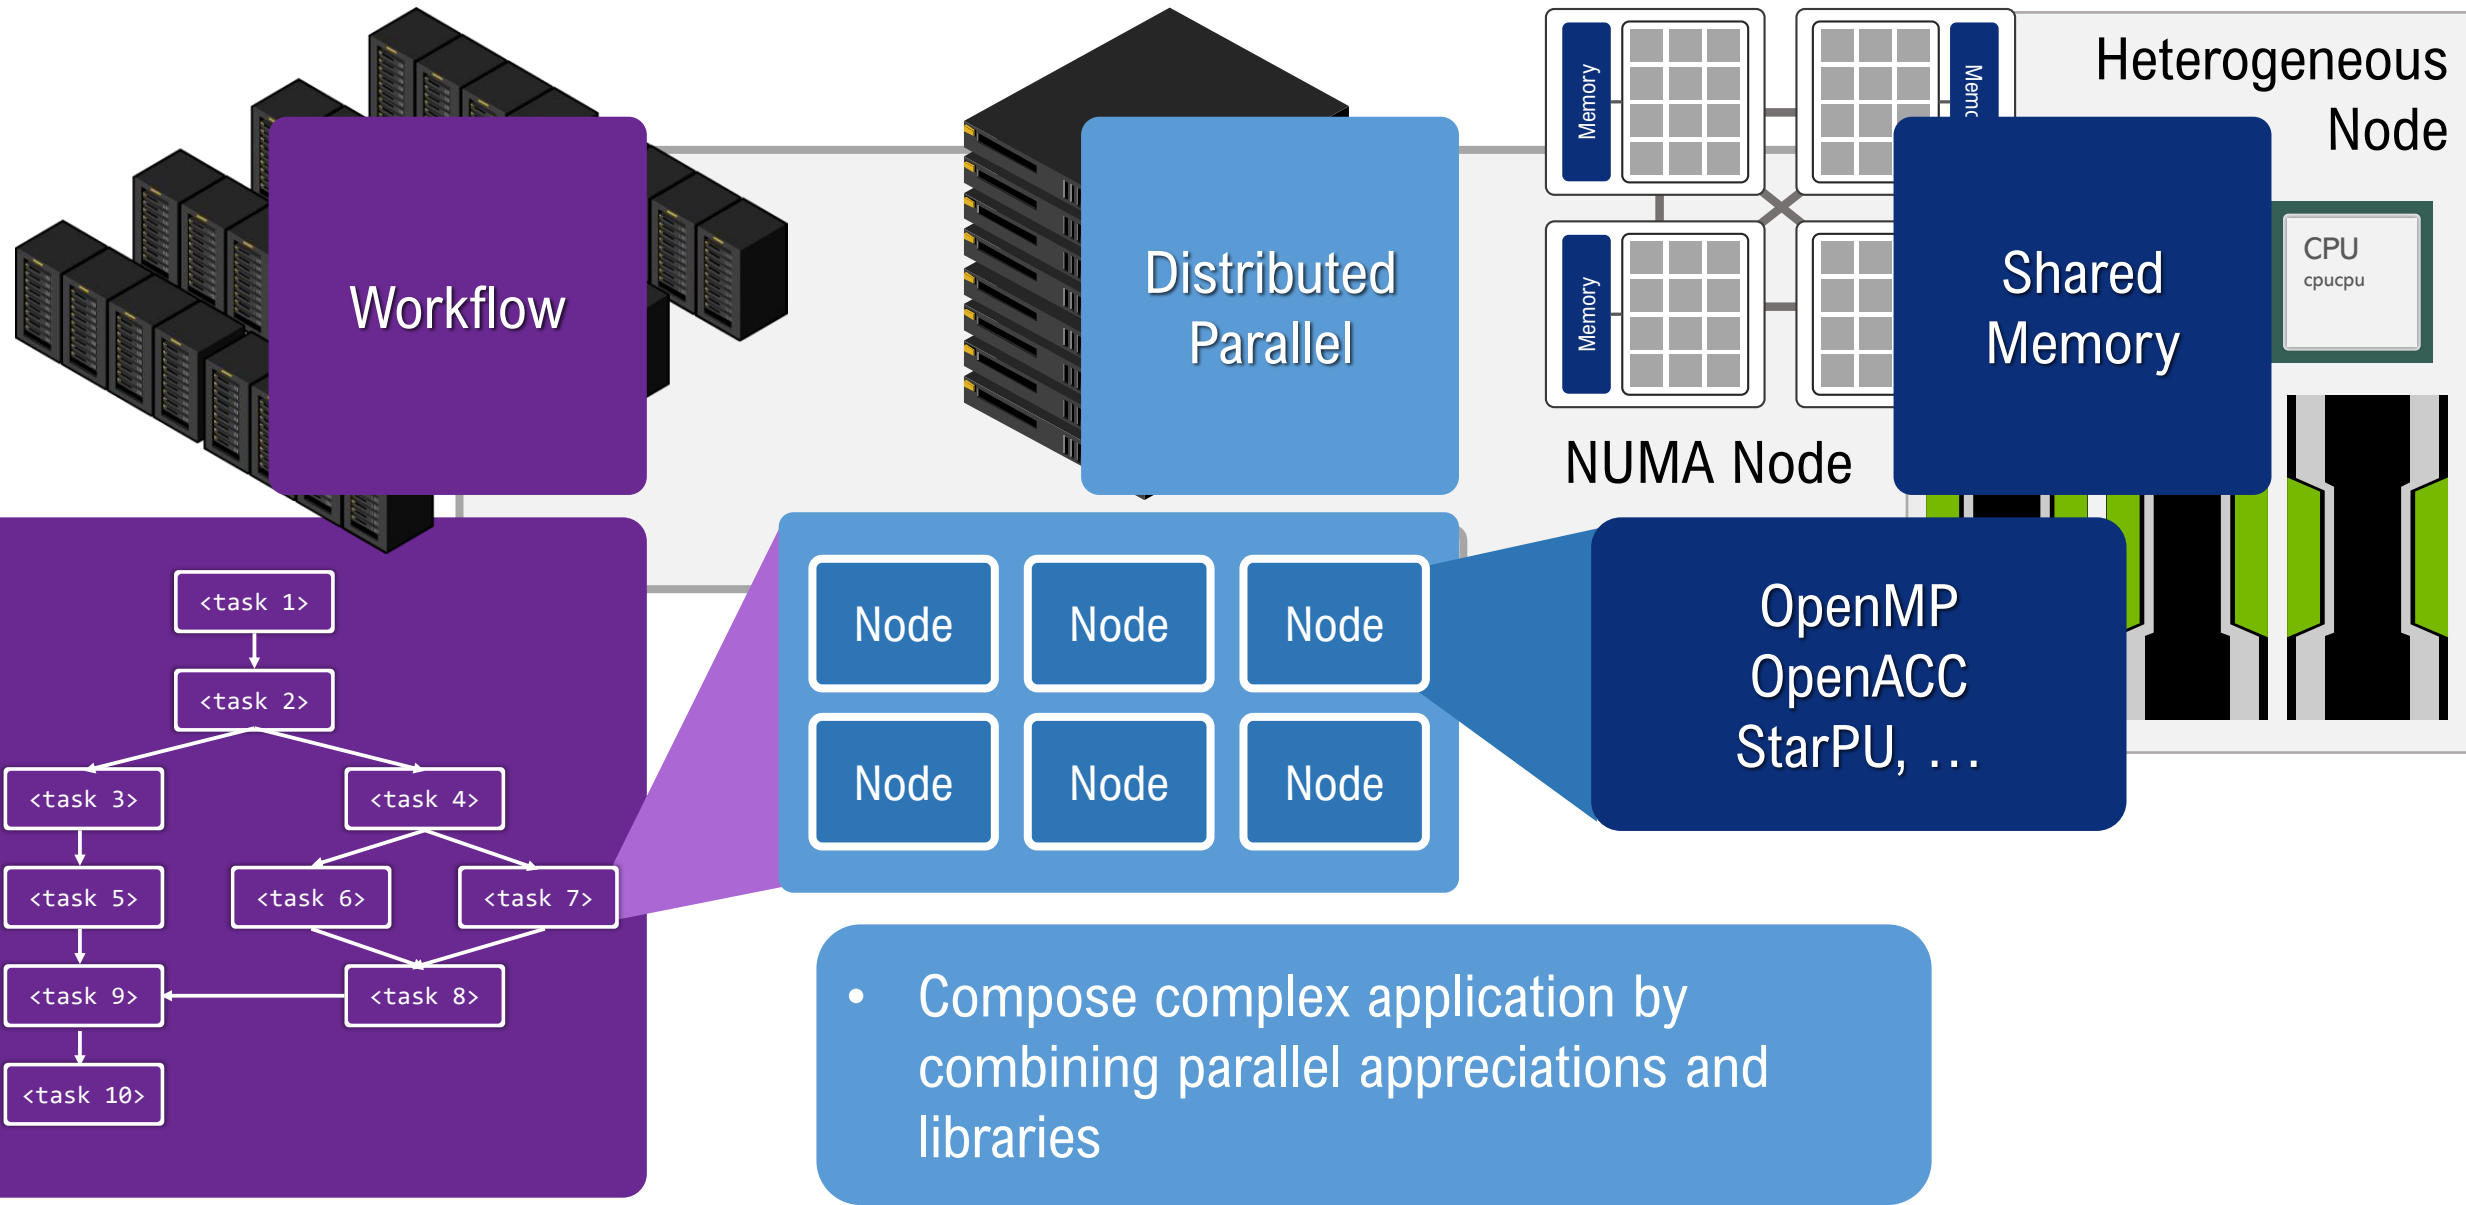 Workflow
Distributed
Parallel
Shared
Memory
Memory
Memory
Heterogeneous
Node
CPU
cpucpu
NUMA Node
<task 1>
<task 2>
<task 3>
<task 4>
<task 5>
<task 6>
<task 7>
<task 9>
<task 8>
<task 10>
Node
Node
Node
Node
Node
Node
OpenMP
OpenACC
StarPU, …
• Compose complex application by
combining parallel appreciations and
libraries